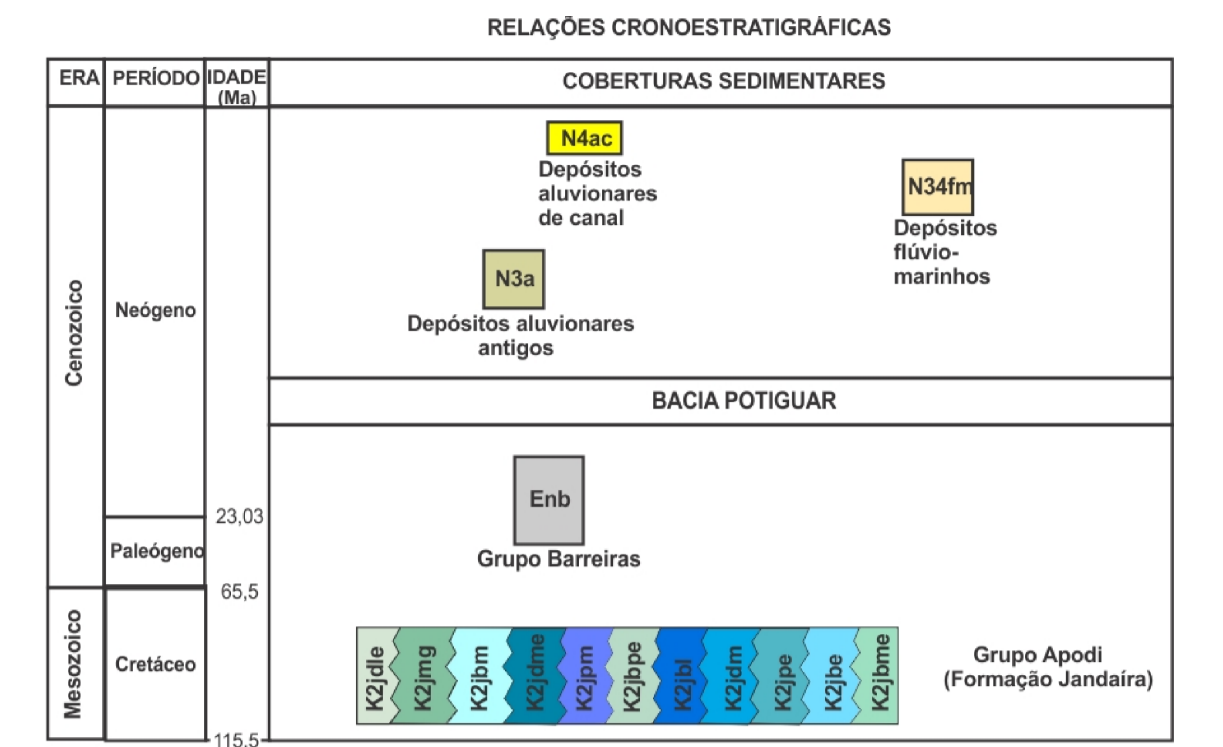 RELAÇÕES CRONOESTRATIGRÁFICAS
ERA PERÍODO IDADE (Ma)
COBERTURAS SEDIMENTARES
Cenozoico
Neógeno
N4ac
Depósitos
aluvionares
de canal
N34fm
Depósitos
flúvio-
marinhos
N3a
Depósitos aluvionares
antigos
BACIA POTIGUAR
Enb
Grupo Barreiras
23,03
Paleógeno
65,5
Mesozoico
Cretáceo
K2jdle
K2jmg
K2jbm
K2jdme
K2jpm
K2jbpe
K2jbl
K2jdm
K2jpe
K2jbe
K2jbme
Grupo Apodi
(Formação Jandaíra)
115,5